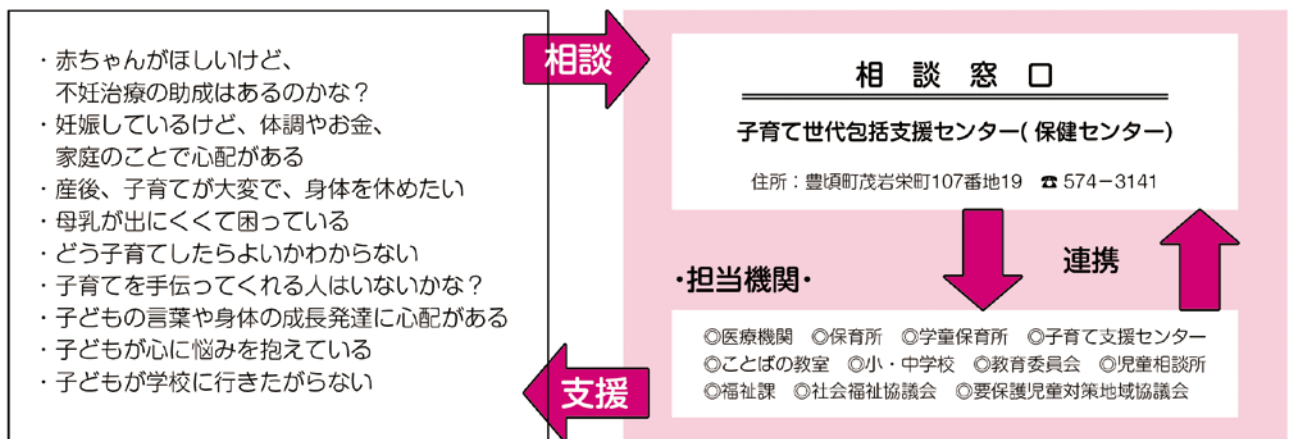 ・赤ちゃんがほしいけど、
不妊治療の助成はあるのかな？
・妊娠しているけど、体調やお金、
家庭のことで心配がある
・産後、子育てが大変で、身体を休めたい
・母乳が出にくくて困っている
・どう子育てしたらよいかわからない
・子育てを手伝ってくれる人はいないかな？
・子どもの言葉や身体の成長発達に心配がある
・子どもが心に悩みを抱えている
・子どもが学校に行きたがらない
相談
相談窓口
子育て世代包括支援センター(保健センター)
住所：豊頃町茂岩栄町107番地19 ☎574－3141
連携
・担当機関・
◎医療機関 ◎保育所 ◎学童保育所 ◎子育て支援センター
◎ことばの教室 ◎小・中学校 ◎教育委員会 ◎児童相談所
◎福祉課 ◎社会福祉協議会 ◎要保護児童対策地域協議会
支援